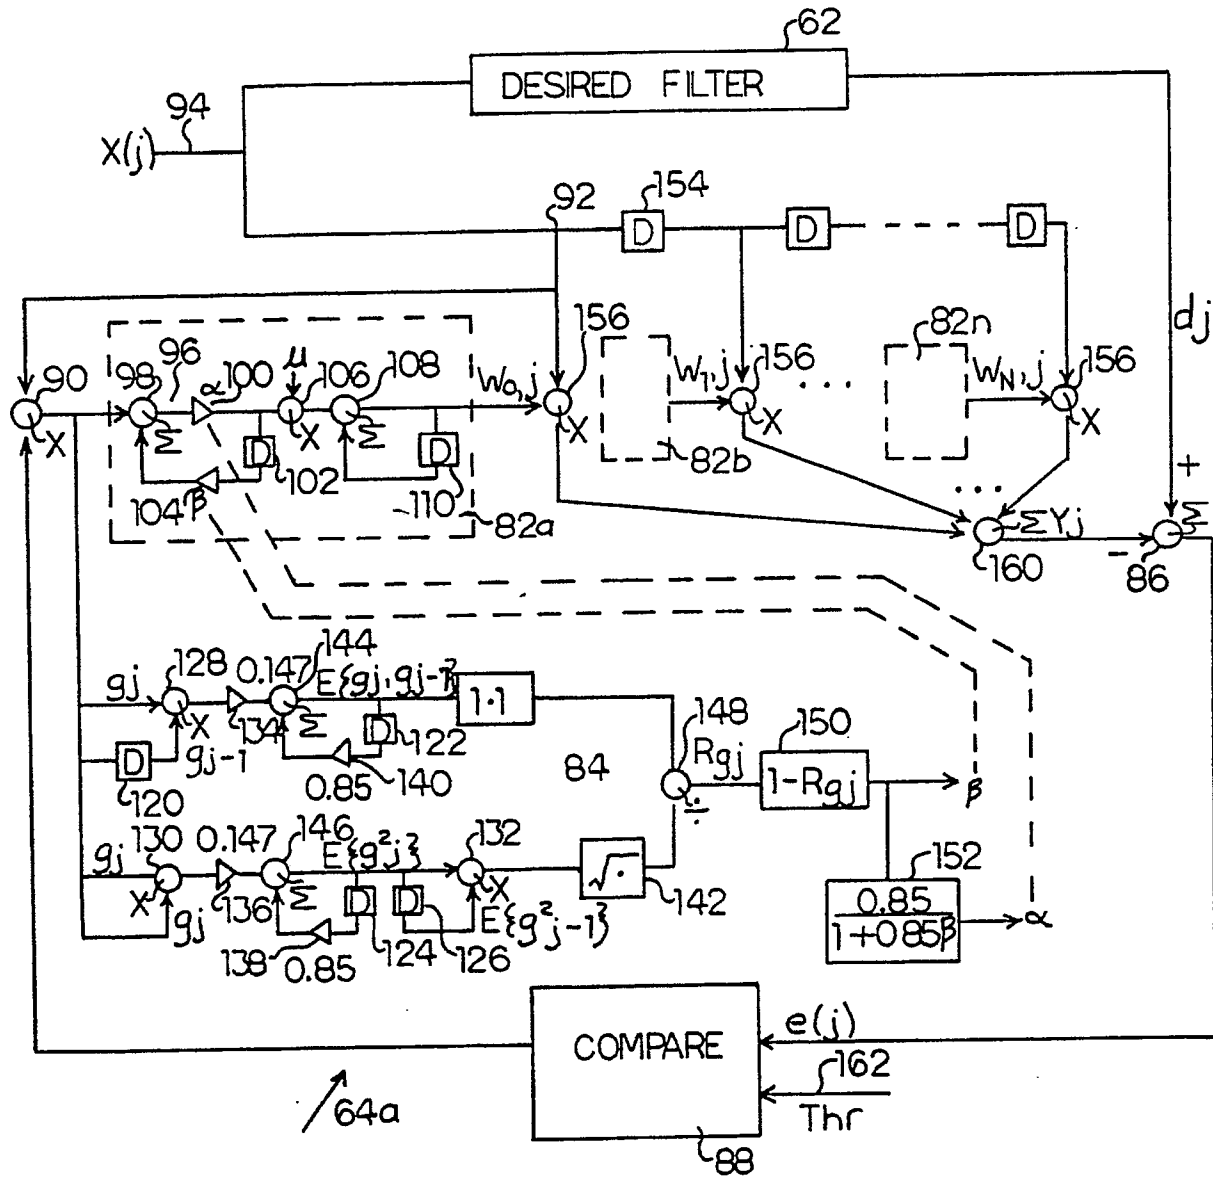 62
DESIRED FILTER
94
X(j)
92
154
D
D
D
dj
90
X
98
Σ
96
α
100
μ
106
X
108
Σ
W0,j
156
X
W1,j
156
X
...
82n
WN,j
156
X
D
102
104
β
D
110
82a
82b
...
+
Σ
ΣYj
160
-
86
128
gj
X
0.147
134
144
Σ
E{gj,gj-1}
1·1
D
122
140
0.85
D
120
gj-1
84
148
÷
Rgj
150
1-Rgj
β
130
gj
X
gj
0.147
136
146
Σ
E{g²j}
132
X
√·
142
D
124
D
126
E{g²j-1}
138
0.85
152
0.85
1+0.85β
α
COMPARE
e(j)
162
Thr
64a
88